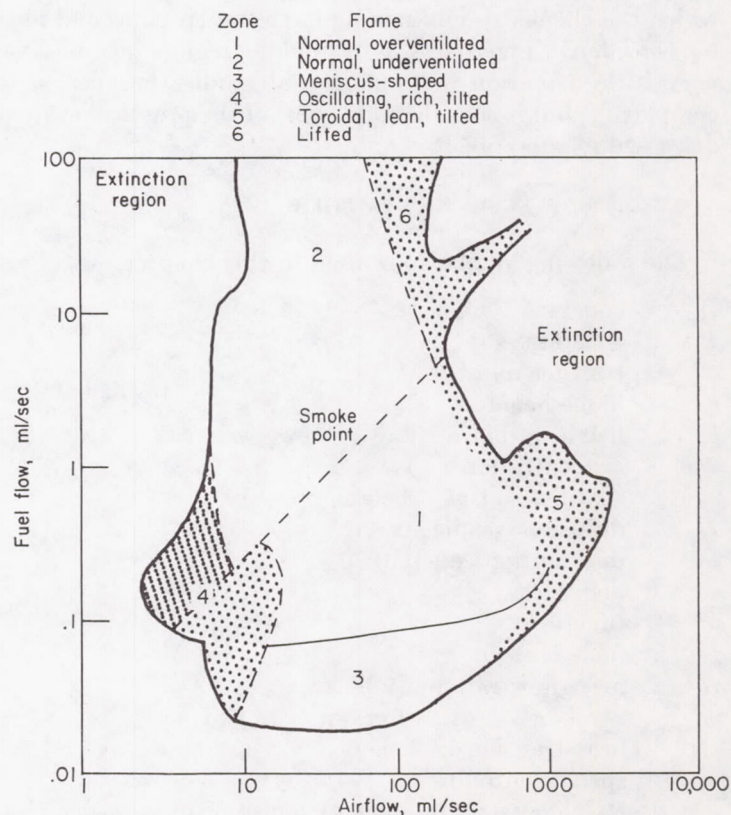 Zone Flame
1 Normal, overventilated
2 Normal, underventilated
3 Meniscus-shaped
4 Oscillating, rich, tilted
5 Toroidal, lean, tilted
6 Lifted
100
Extinction
region
6
2
10
Extinction
region
Smoke
point
Fuel flow, ml/sec
1
5
1
4
.1
3
.01
1
10
100
1000
10,000
Airflow, ml/sec